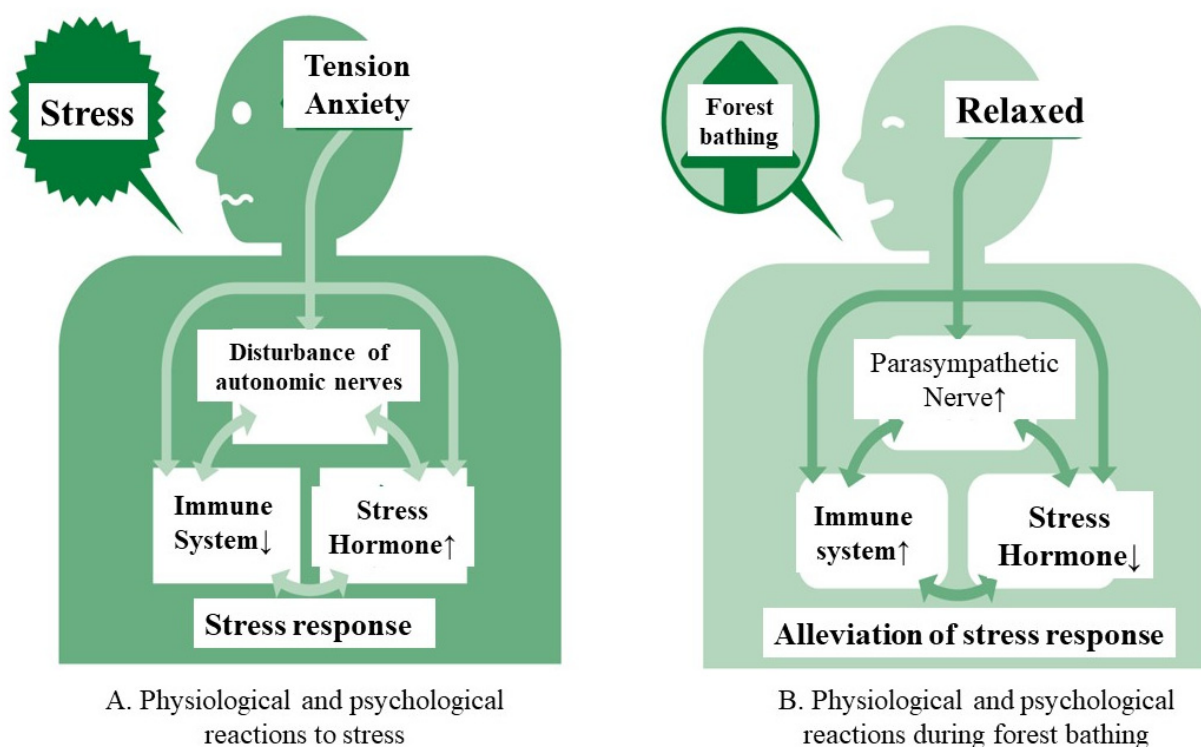 Stress
Tension
Anxiety
Disturbance of
autonomic nerves
Immune
System↓
Stress
Hormone↑
Stress response
A. Physiological and psychological
reactions to stress
Forest
bathing
Relaxed
Parasympathetic
Nerve↑
Immune
system↑
Stress
Hormone↓
Alleviation of stress response
B. Physiological and psychological
reactions during forest bathing